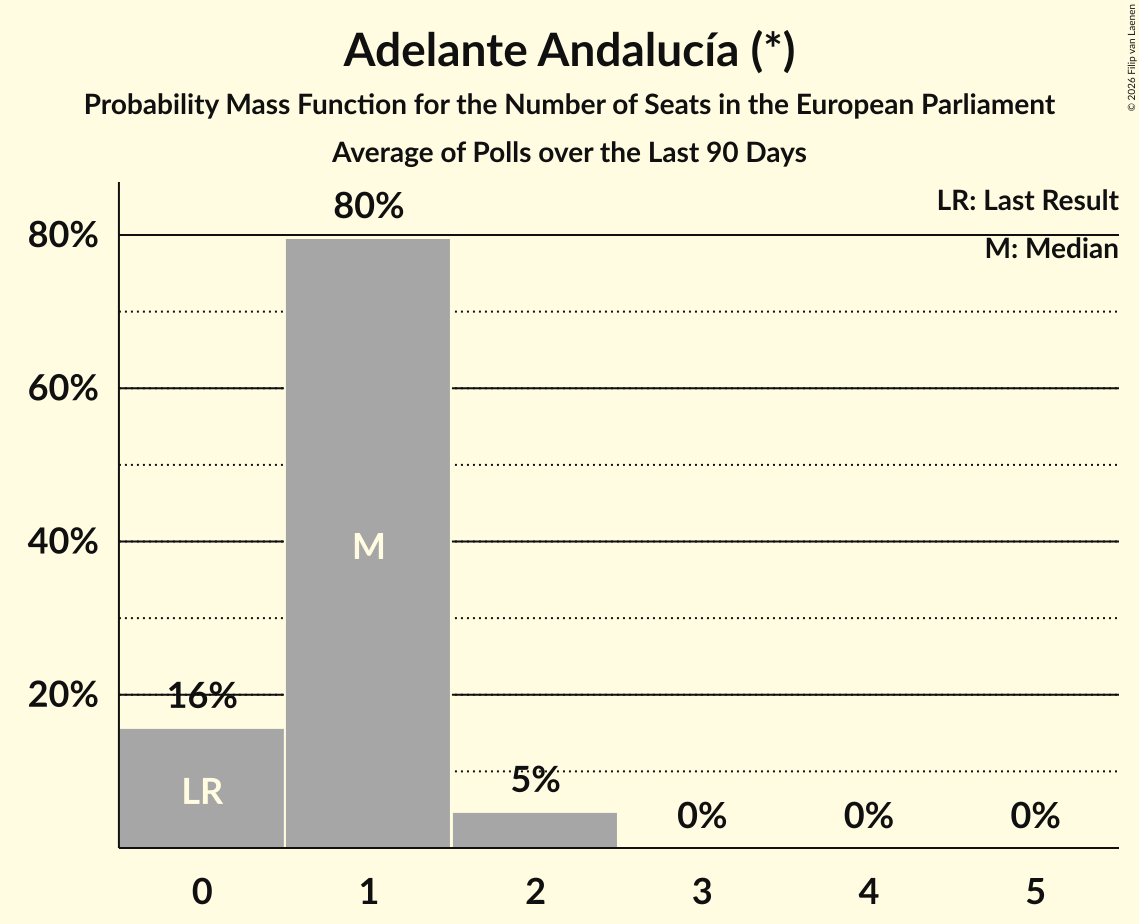 Adelante Andalucía (*)
Probability Mass Function for the Number of Seats in the European Parliament
Average of Polls over the Last 90 Days
© 2026 Filip van Laenen
LR: Last Result
M: Median
80%
60%
40%
20%
16%
80%
5%
0%
0%
0%
LR
M
0
1
2
3
4
5